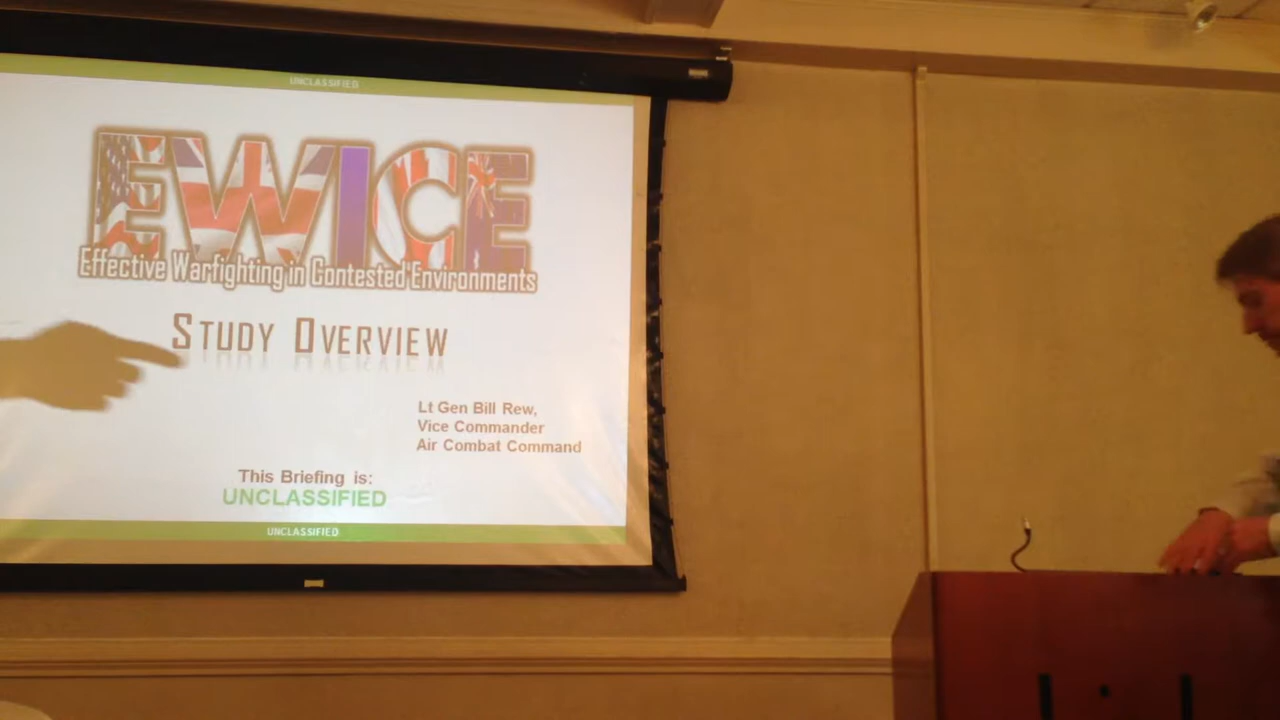 UNCLASSIFIED
EWICE
Effective Warfighting in Contested Environments
STUDY OVERVIEW
Lt Gen Bill Rew,
Vice Commander
Air Combat Command
This Briefing is:
UNCLASSIFIED
UNCLASSIFIED